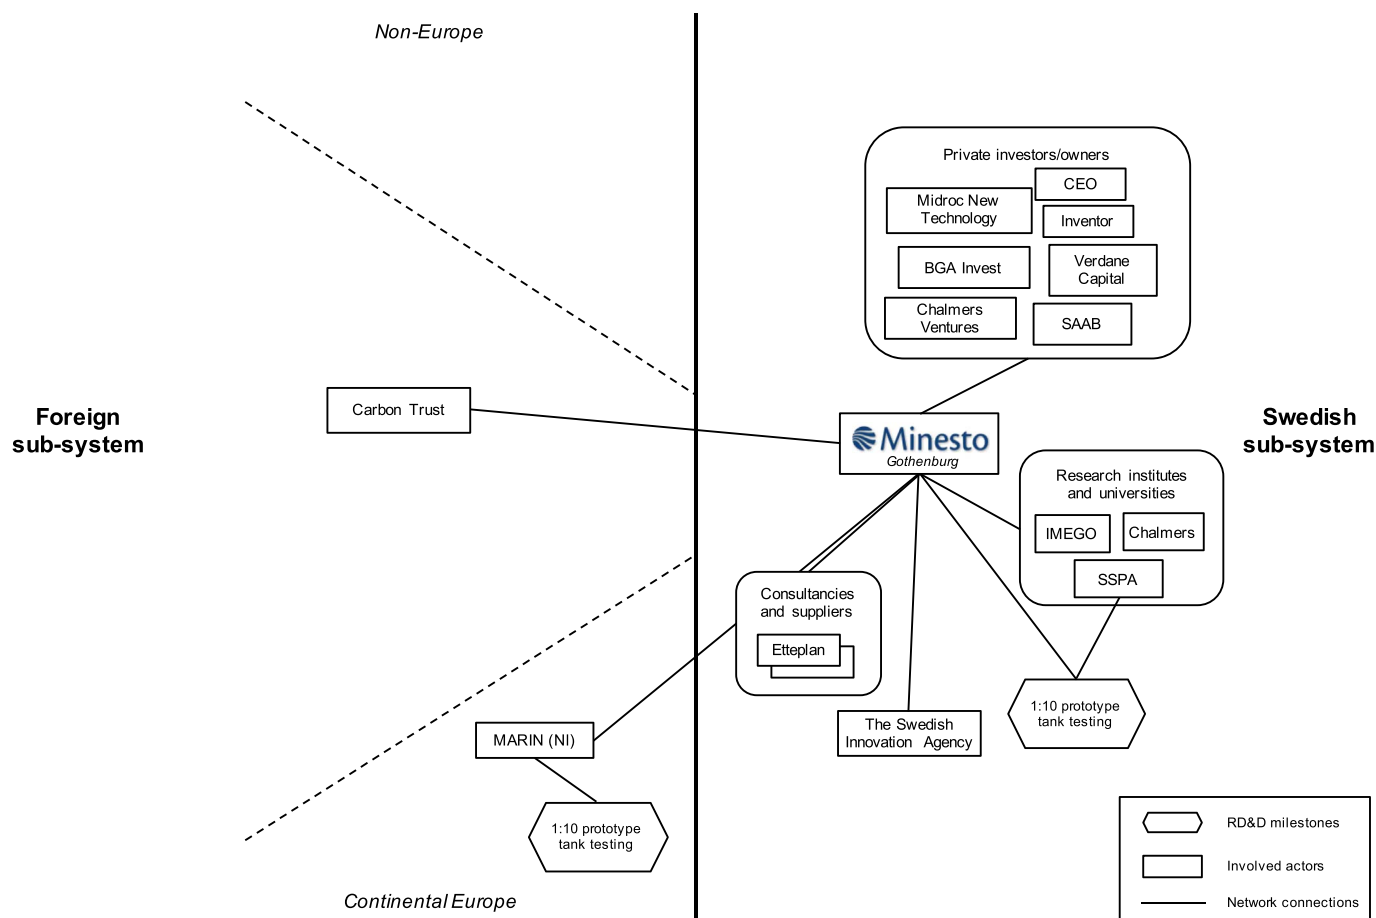 Non-Europe
Private investors/owners
CEO
Midroc New
Technology
Inventor
BGA Invest
Verdane
Capital
Chalmers
Ventures
SAAB
Foreign
sub-system
Carbon Trust
Minesto
Gothenburg
Swedish
sub-system
Research institutes
and universities
IMEGO
Chalmers
SSPA
Consultancies
and suppliers
Etteplan
1:10 prototype
tank testing
The Swedish
Innovation Agency
MARIN (NI)
1:10 prototype
tank testing
Continental Europe
RD&D milestones
Involved actors
Network connections